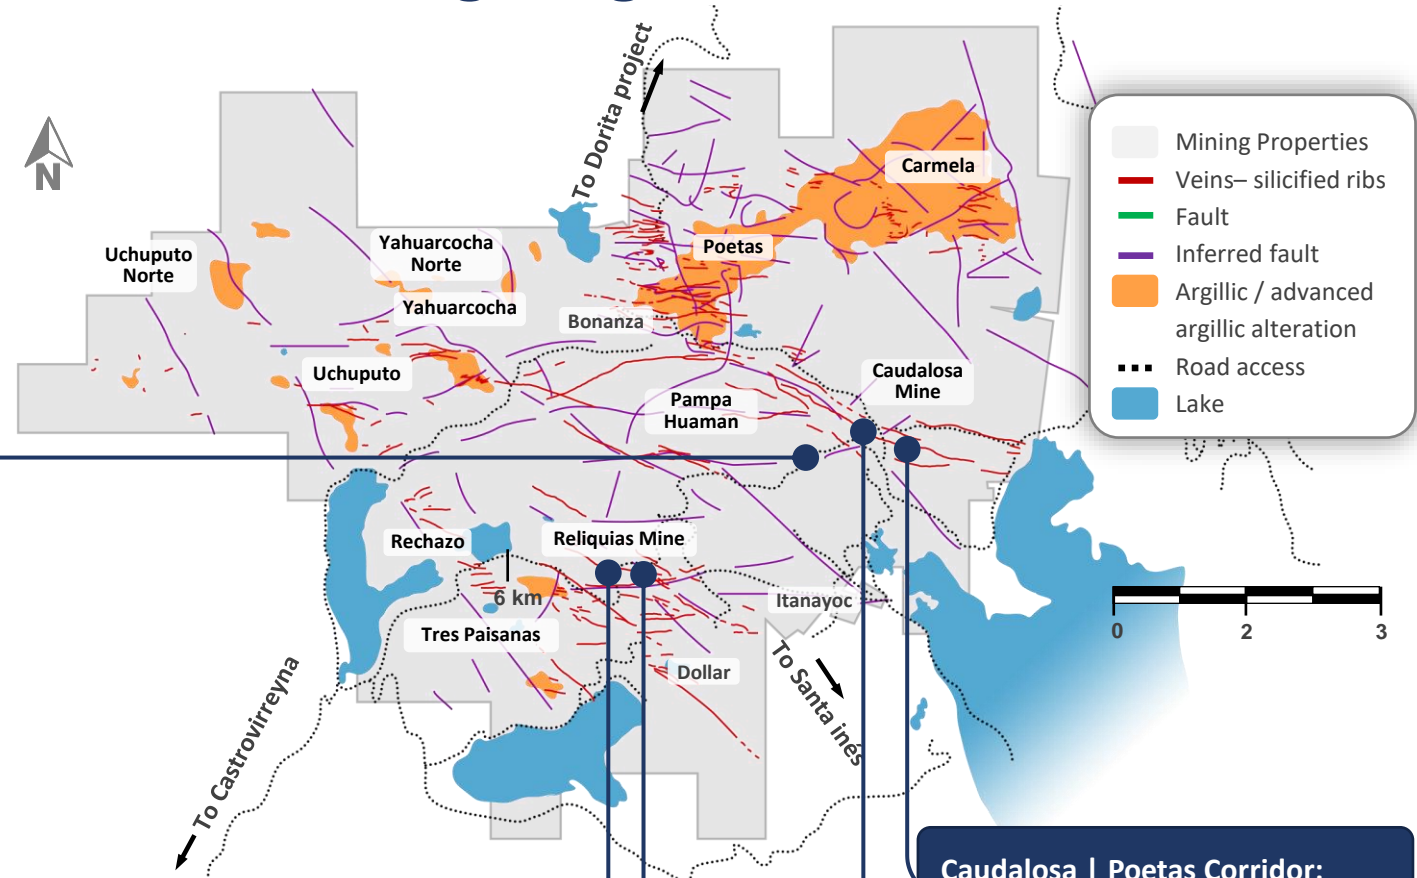 To Dorita project
N
Carmela
Mining Properties
Veins– silicified ribs
Fault
Inferred fault
Argillic / advanced
argillic alteration
Road access
Lake
Uchuputo
Norte
Yahuarcocha
Norte
Yahuarcocha
Poetas
Bonanza
Uchuputo
Caudalosa
Mine
Pampa
Huaman
Rechazo
Reliquias Mine
6 km
Itanayoc
Tres Paisanas
Dollar
0 2 3
To Santa inés
To Castrovirreyna
Caudalosa | Poetas Corridor: